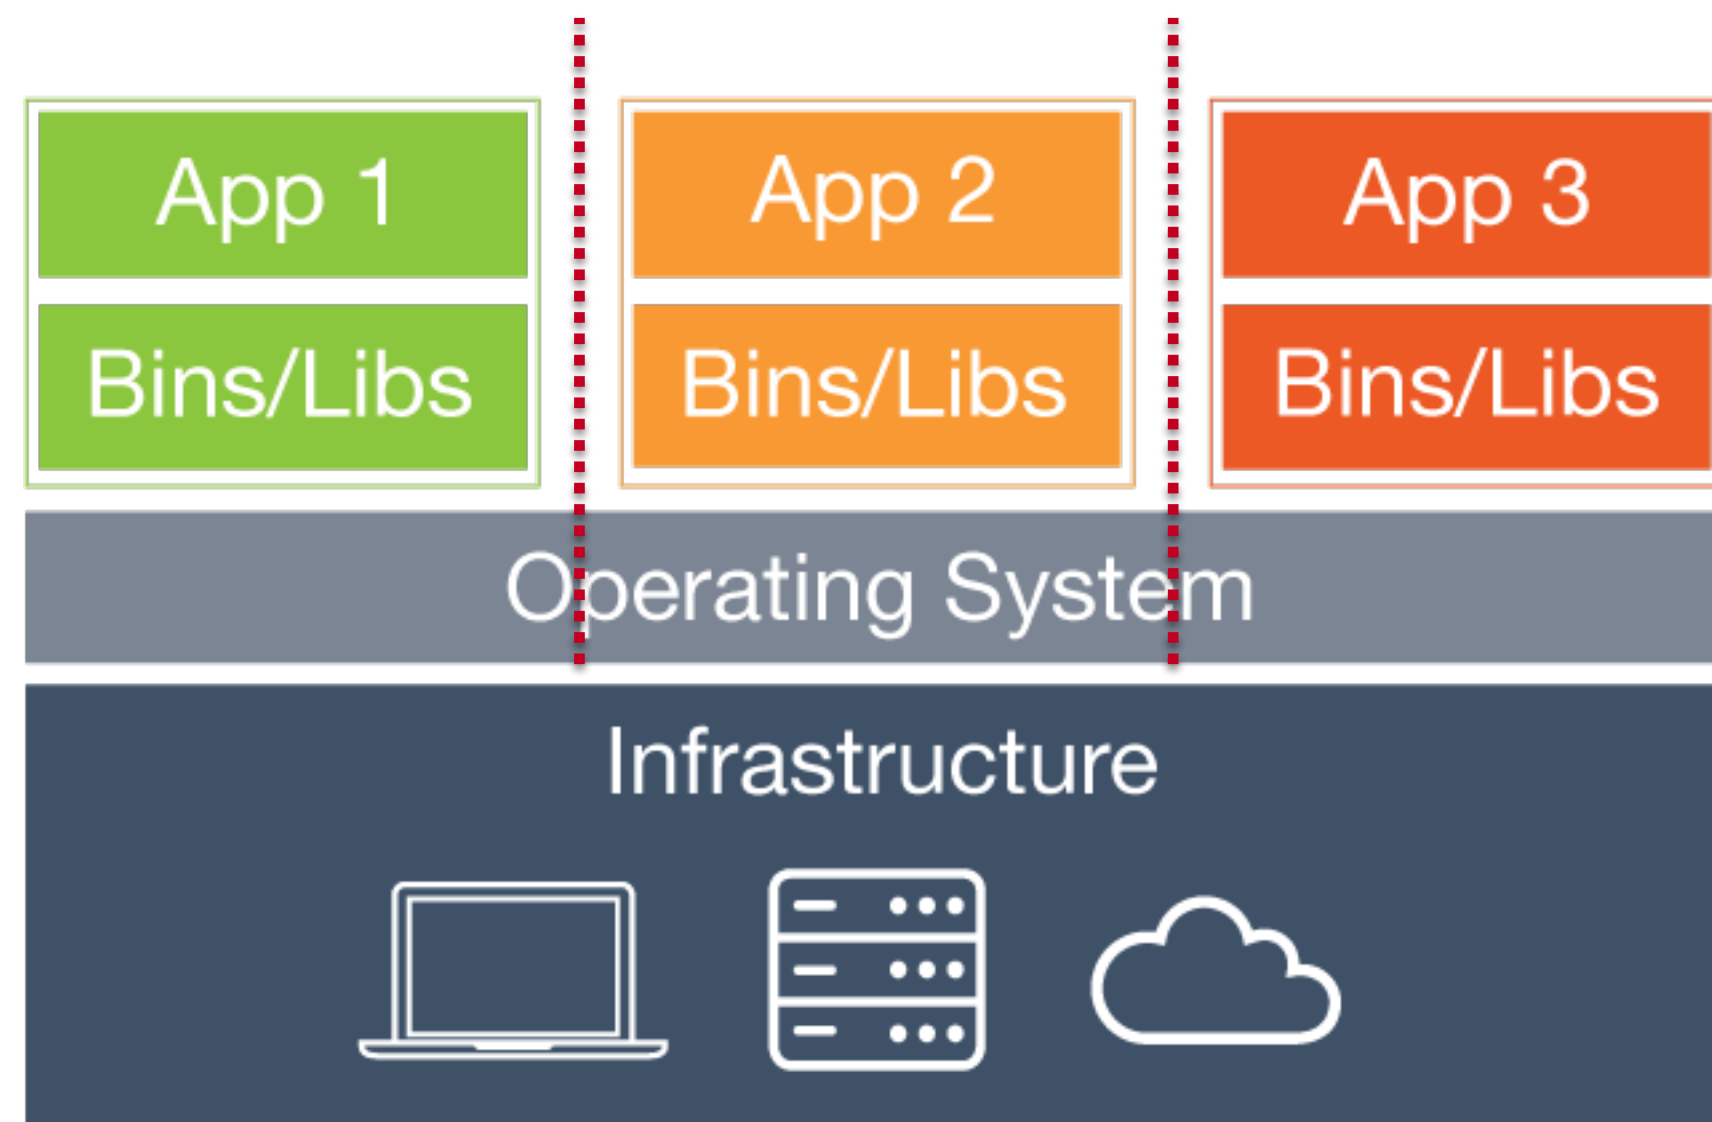 App 1
App 2
App 3
Bins/Libs
Bins/Libs
Bins/Libs
Operating System
Infrastructure